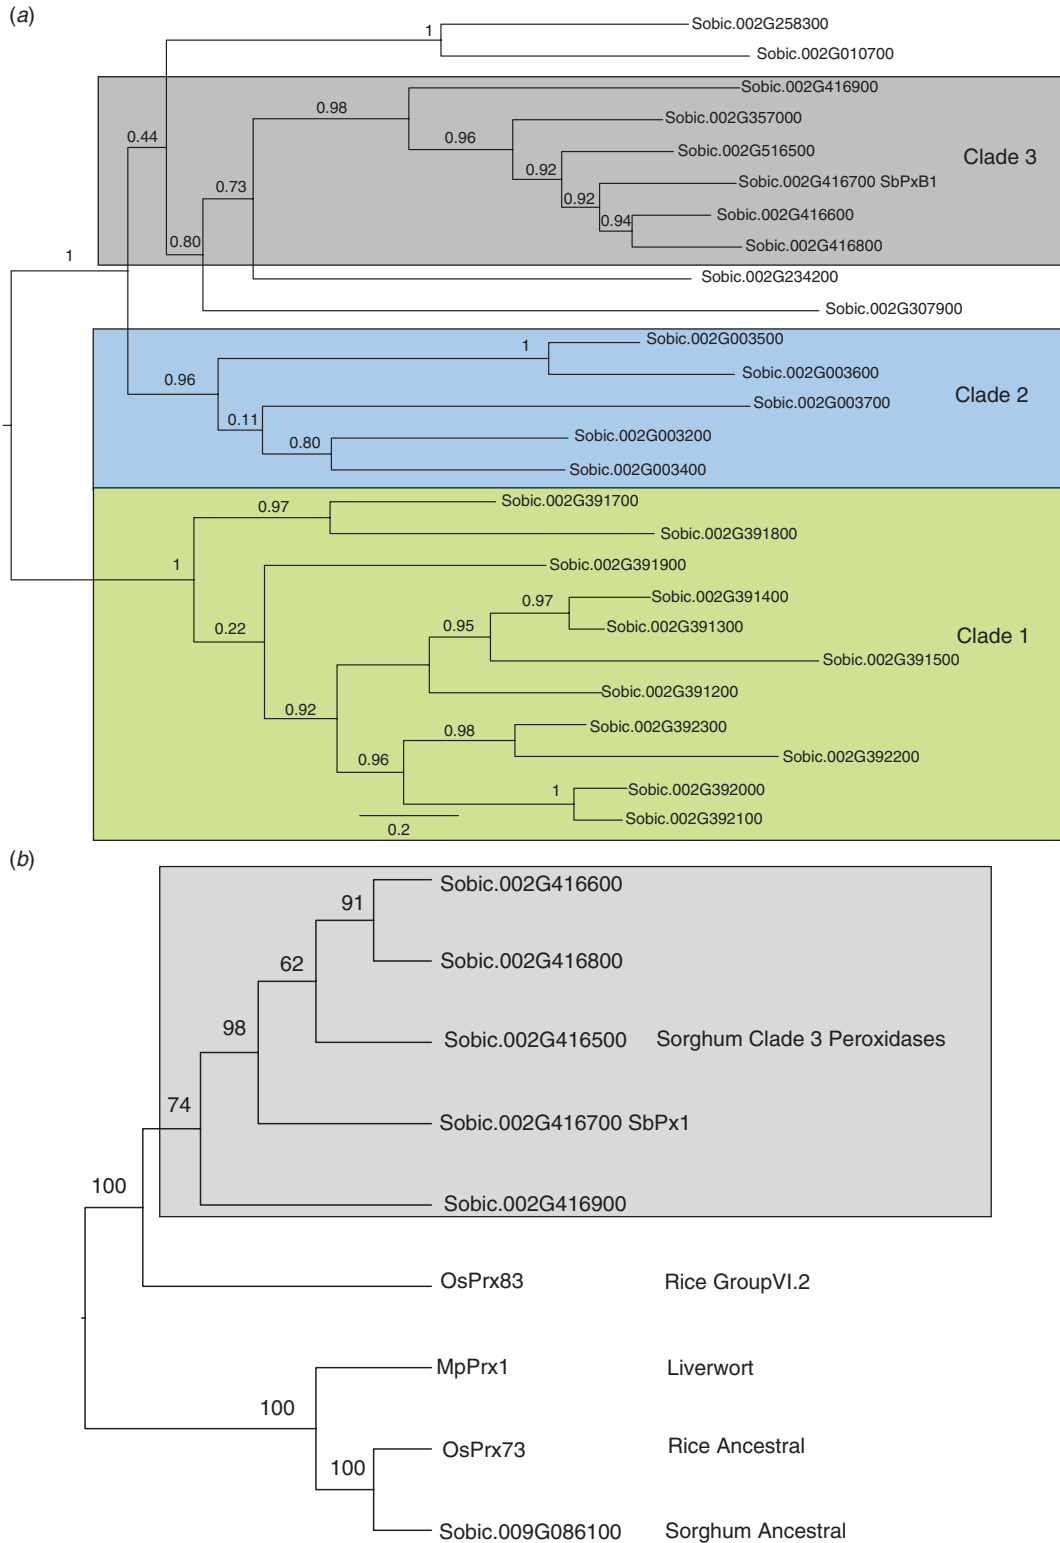 (a)
1
Sobic.002G258300
Sobic.002G010700
0.44
0.98
Sobic.002G416900
0.96
Sobic.002G357000
0.92
Sobic.002G516500
Clade 3
0.73
0.92
Sobic.002G416700 SbPxB1
0.94
Sobic.002G416600
0.80
Sobic.002G416800
1
Sobic.002G234200
Sobic.002G307900
1
Sobic.002G003500
0.96
Sobic.002G003600
0.11
Sobic.002G003700
Clade 2
0.80
Sobic.002G003200
Sobic.002G003400
0.97
Sobic.002G391700
Sobic.002G391800
1
Sobic.002G391900
0.97
Sobic.002G391400
0.22
0.95
Sobic.002G391300
Clade 1
Sobic.002G391500
Sobic.002G391200
0.92
0.98
Sobic.002G392300
0.96
Sobic.002G392200
1
Sobic.002G392000
0.2
Sobic.002G392100
(b)
91
Sobic.002G416600
62
Sobic.002G416800
98
Sobic.002G416500 Sorghum Clade 3 Peroxidases
74
Sobic.002G416700 SbPx1
100
Sobic.002G416900
OsPrx83 Rice GroupVI.2
MpPrx1 Liverwort
100
OsPrx73 Rice Ancestral
100
Sobic.009G086100 Sorghum Ancestral